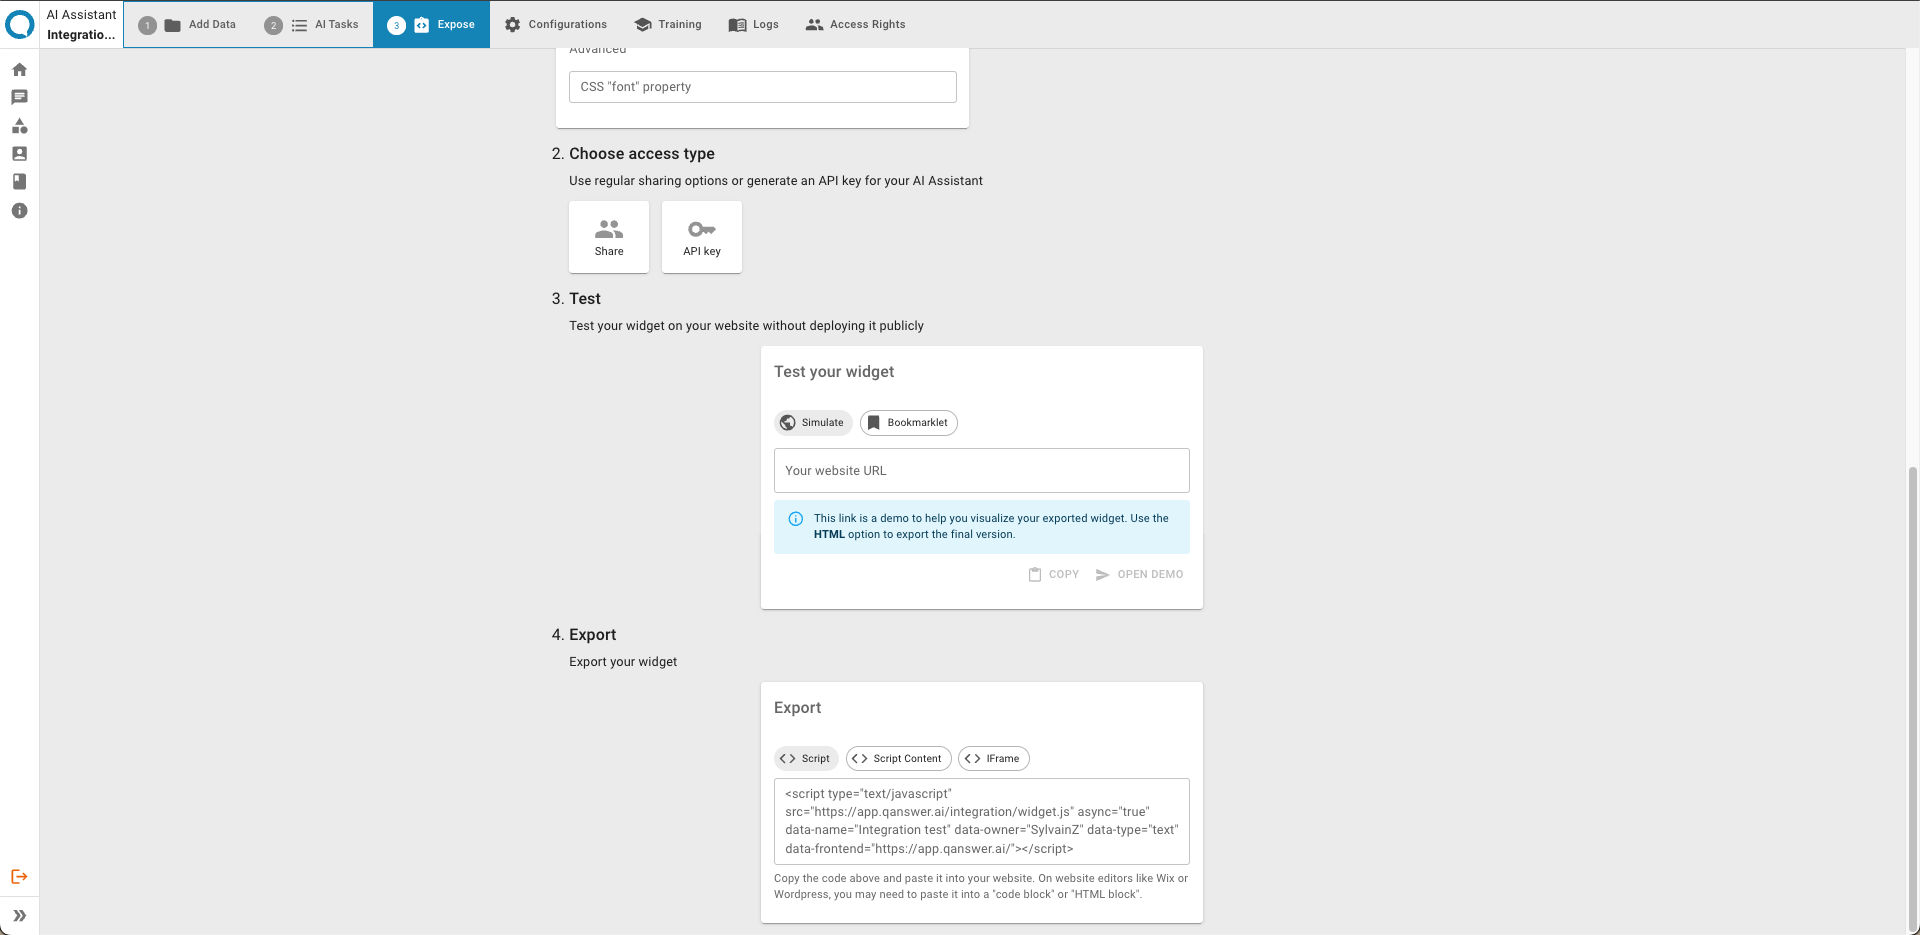 AI Assistant
Integratio...
1 Add Data
2 AI Tasks
3 Expose
Configurations
Training
Logs
Access Rights
Advanced
CSS "font" property
2. Choose access type
Use regular sharing options or generate an API key for your AI Assistant
Share
API key
3. Test
Test your widget on your website without deploying it publicly
Test your widget
Simulate
Bookmarklet
Your website URL
This link is a demo to help you visualize your exported widget. Use the
HTML option to export the final version.
COPY
OPEN DEMO
4. Export
Export your widget
Export
Script
Script Content
IFrame
<script type="text/javascript"
src="https://app.qanswer.ai/integration/widget.js" async="true"
data-name="Integration test" data-owner="SylvainZ" data-type="text"
data-frontend="https://app.qanswer.ai/"></script>
Copy the code above and paste it into your website. On website editors like Wix or
Wordpress, you may need to paste it into a "code block" or "HTML block".